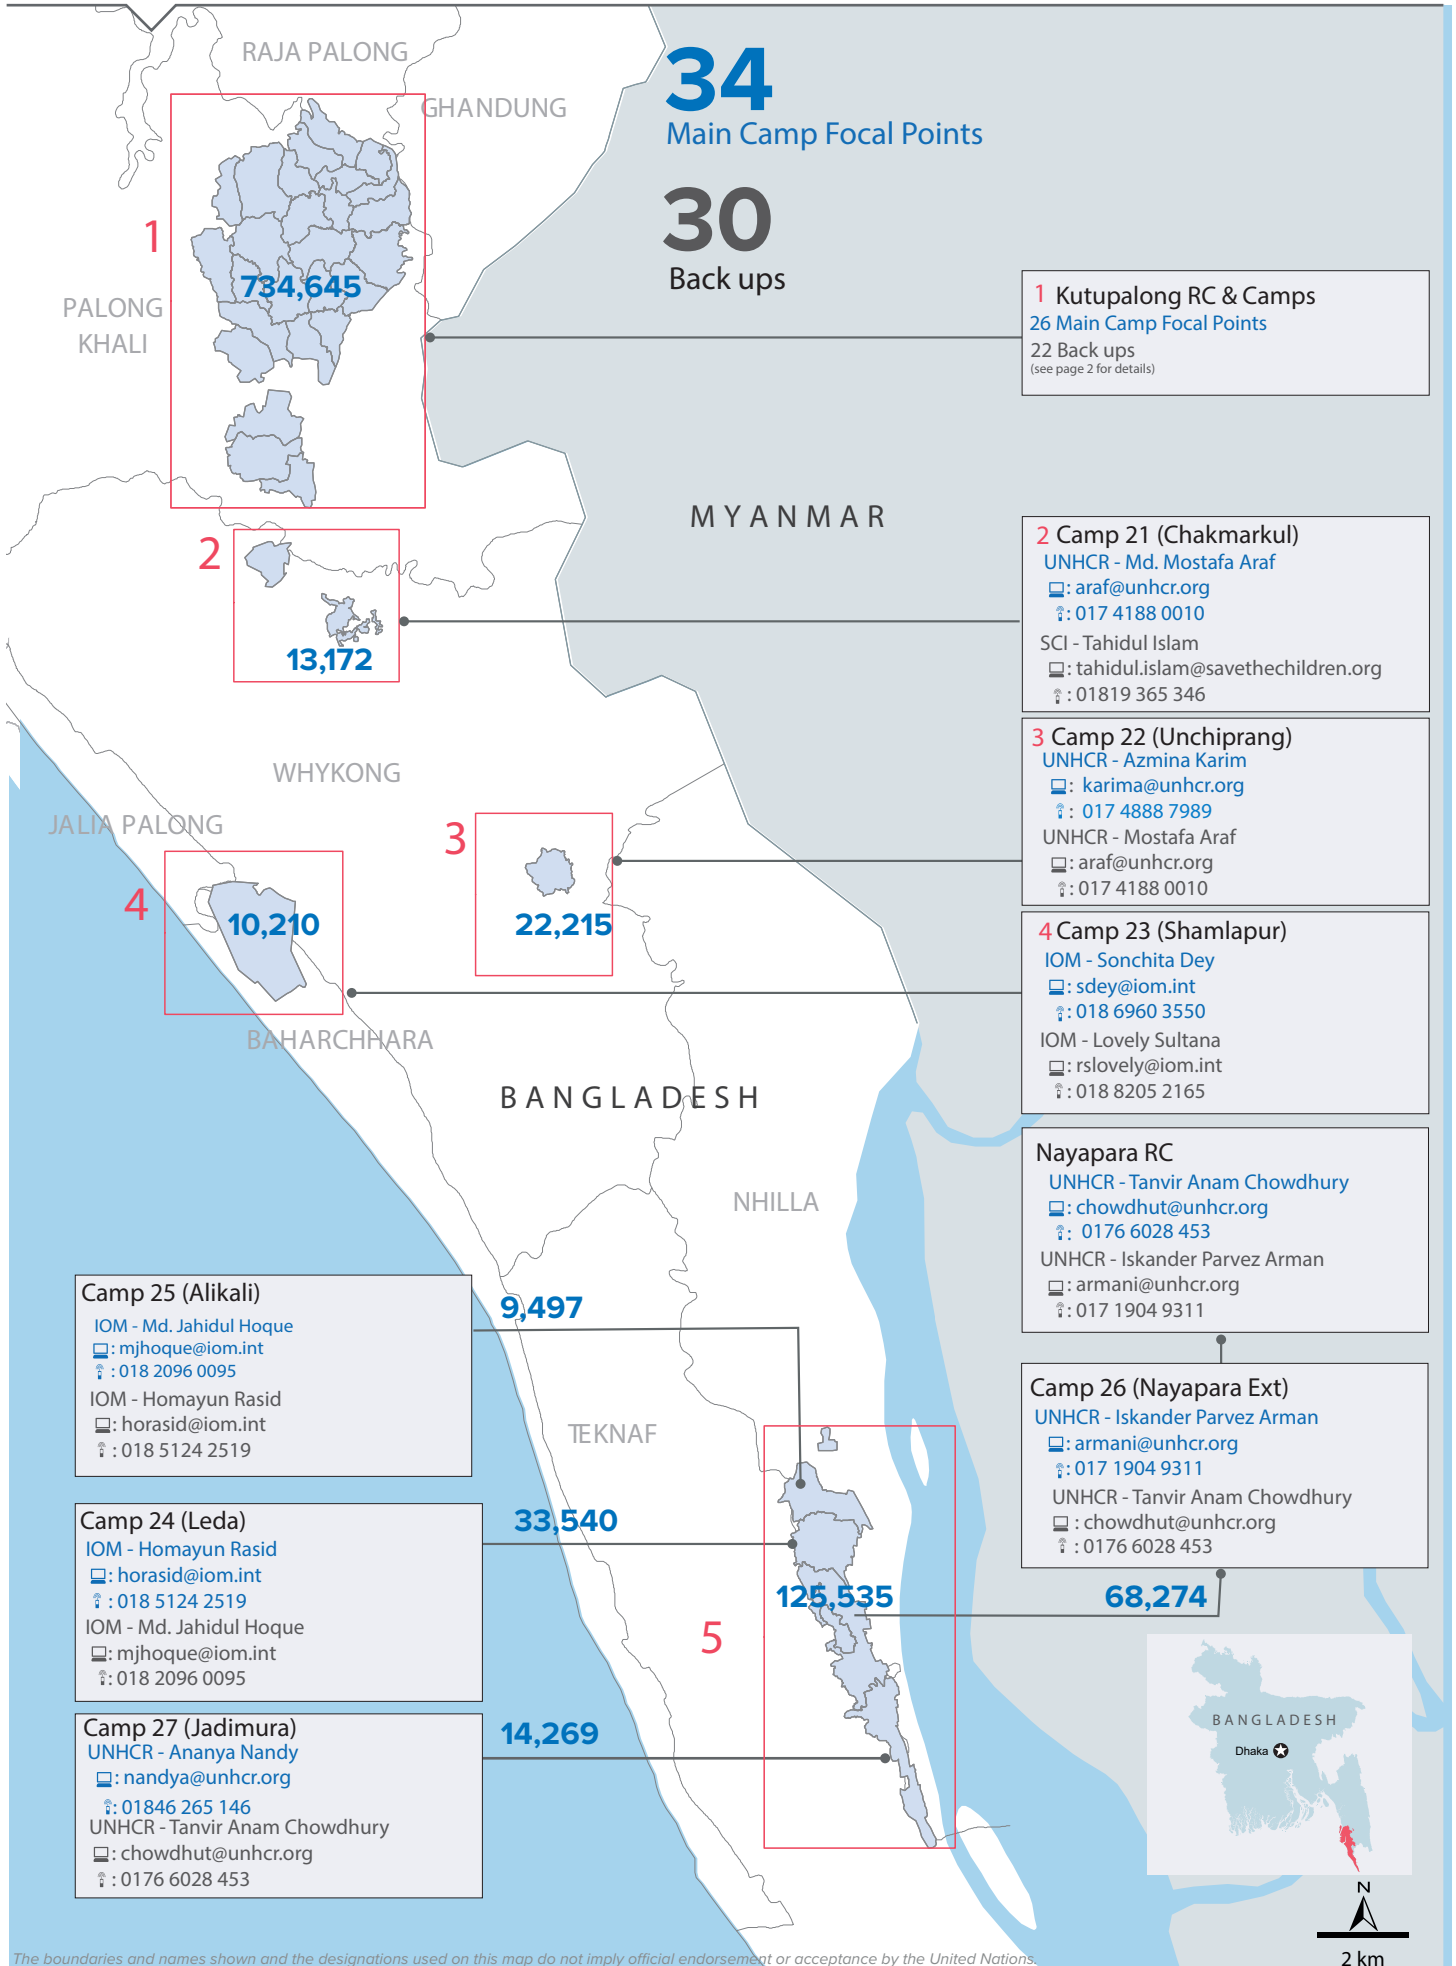 RAJA PALONG
GHANDUNG
34
Main Camp Focal Points
30
Back ups
1
734,645
PALONG
KHALI
1 Kutupalong RC & Camps
26 Main Camp Focal Points
22 Back ups
(see page 2 for details)
MYANMAR
2
13,172
2 Camp 21 (Chakmarkul)
UNHCR - Md. Mostafa Araf
: araf@unhcr.org
: 017 4188 0010
SCI - Tahidul Islam
: tahidul.islam@savethechildren.org
: 01819 365 346
3 Camp 22 (Unchiprang)
UNHCR - Azmina Karim
: karima@unhcr.org
: 017 4888 7989
UNHCR - Mostafa Araf
: araf@unhcr.org
: 017 4188 0010
WHYKONG
JALIA PALONG
3
22,215
4
10,210
BAHARCHHARA
4 Camp 23 (Shamlapur)
IOM - Sonchita Dey
: sdey@iom.int
: 018 6960 3550
IOM - Lovely Sultana
: rslovely@iom.int
: 018 8205 2165
BANGLADESH
NHILLA
Nayapara RC
UNHCR - Tanvir Anam Chowdhury
: chowdhut@unhcr.org
: 0176 6028 453
UNHCR - Iskander Parvez Arman
: armani@unhcr.org
: 017 1904 9311
Camp 25 (Alikali)
IOM - Md. Jahidul Hoque
: mjhoque@iom.int
: 018 2096 0095
IOM - Homayun Rasid
: horasid@iom.int
: 018 5124 2519
9,497
TEKNAF
Camp 26 (Nayapara Ext)
UNHCR - Iskander Parvez Arman
: armani@unhcr.org
: 017 1904 9311
UNHCR - Tanvir Anam Chowdhury
: chowdhut@unhcr.org
: 0176 6028 453
Camp 24 (Leda)
IOM - Homayun Rasid
: horasid@iom.int
: 018 5124 2519
IOM - Md. Jahidul Hoque
: mjhoque@iom.int
: 018 2096 0095
33,540
125,535
68,274
5
Camp 27 (Jadimura)
UNHCR - Ananya Nandy
: nandya@unhcr.org
: 01846 265 146
UNHCR - Tanvir Anam Chowdhury
: chowdhut@unhcr.org
: 0176 6028 453
14,269
BANGLADESH
Dhaka
N
2 km
The boundaries and names shown and the designations used on this map do not imply official endorsement or acceptance by the United Nations.